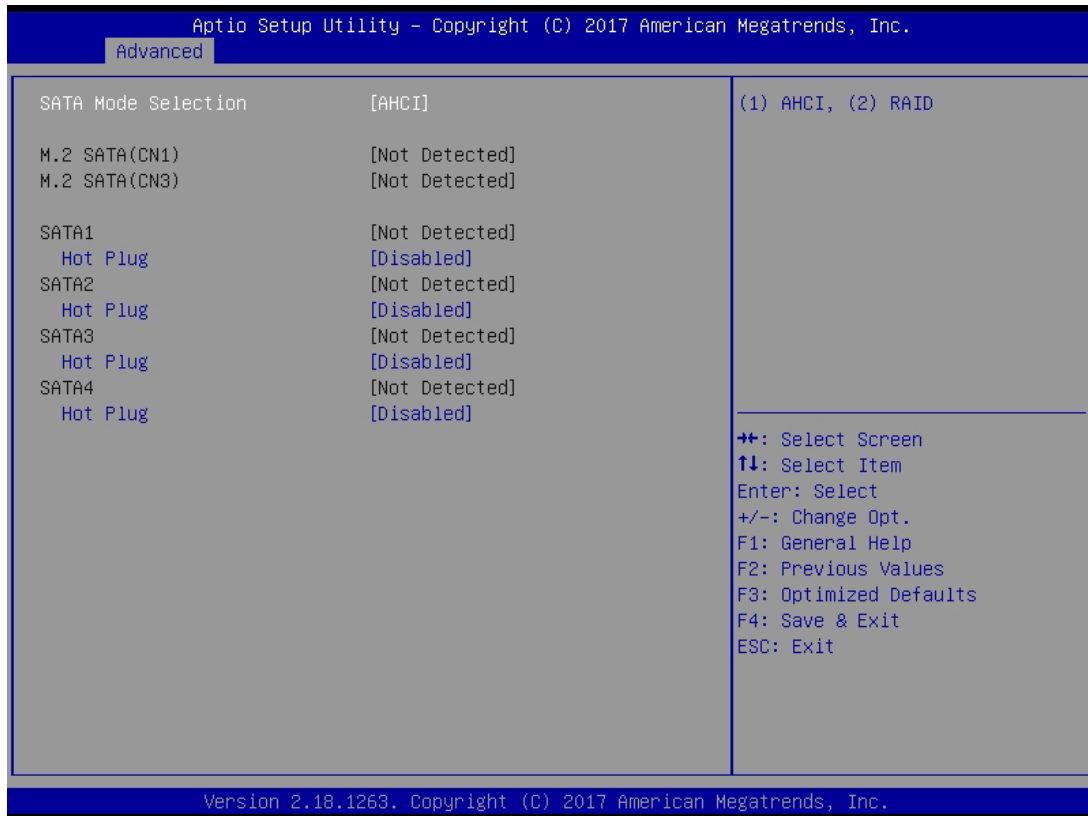 Aptio Setup Utility – Copyright (C) 2017 American Megatrends, Inc.
Advanced
SATA Mode Selection [AHCI]
M.2 SATA(CN1) [Not Detected]
M.2 SATA(CN3) [Not Detected]
SATA1 [Not Detected]
Hot Plug [Disabled]
SATA2 [Not Detected]
Hot Plug [Disabled]
SATA3 [Not Detected]
Hot Plug [Disabled]
SATA4 [Not Detected]
Hot Plug [Disabled]
(1) AHCI, (2) RAID
→←: Select Screen
↑↓: Select Item
Enter: Select
+/-: Change Opt.
F1: General Help
F2: Previous Values
F3: Optimized Defaults
F4: Save & Exit
ESC: Exit
Version 2.18.1263. Copyright (C) 2017 American Megatrends, Inc.